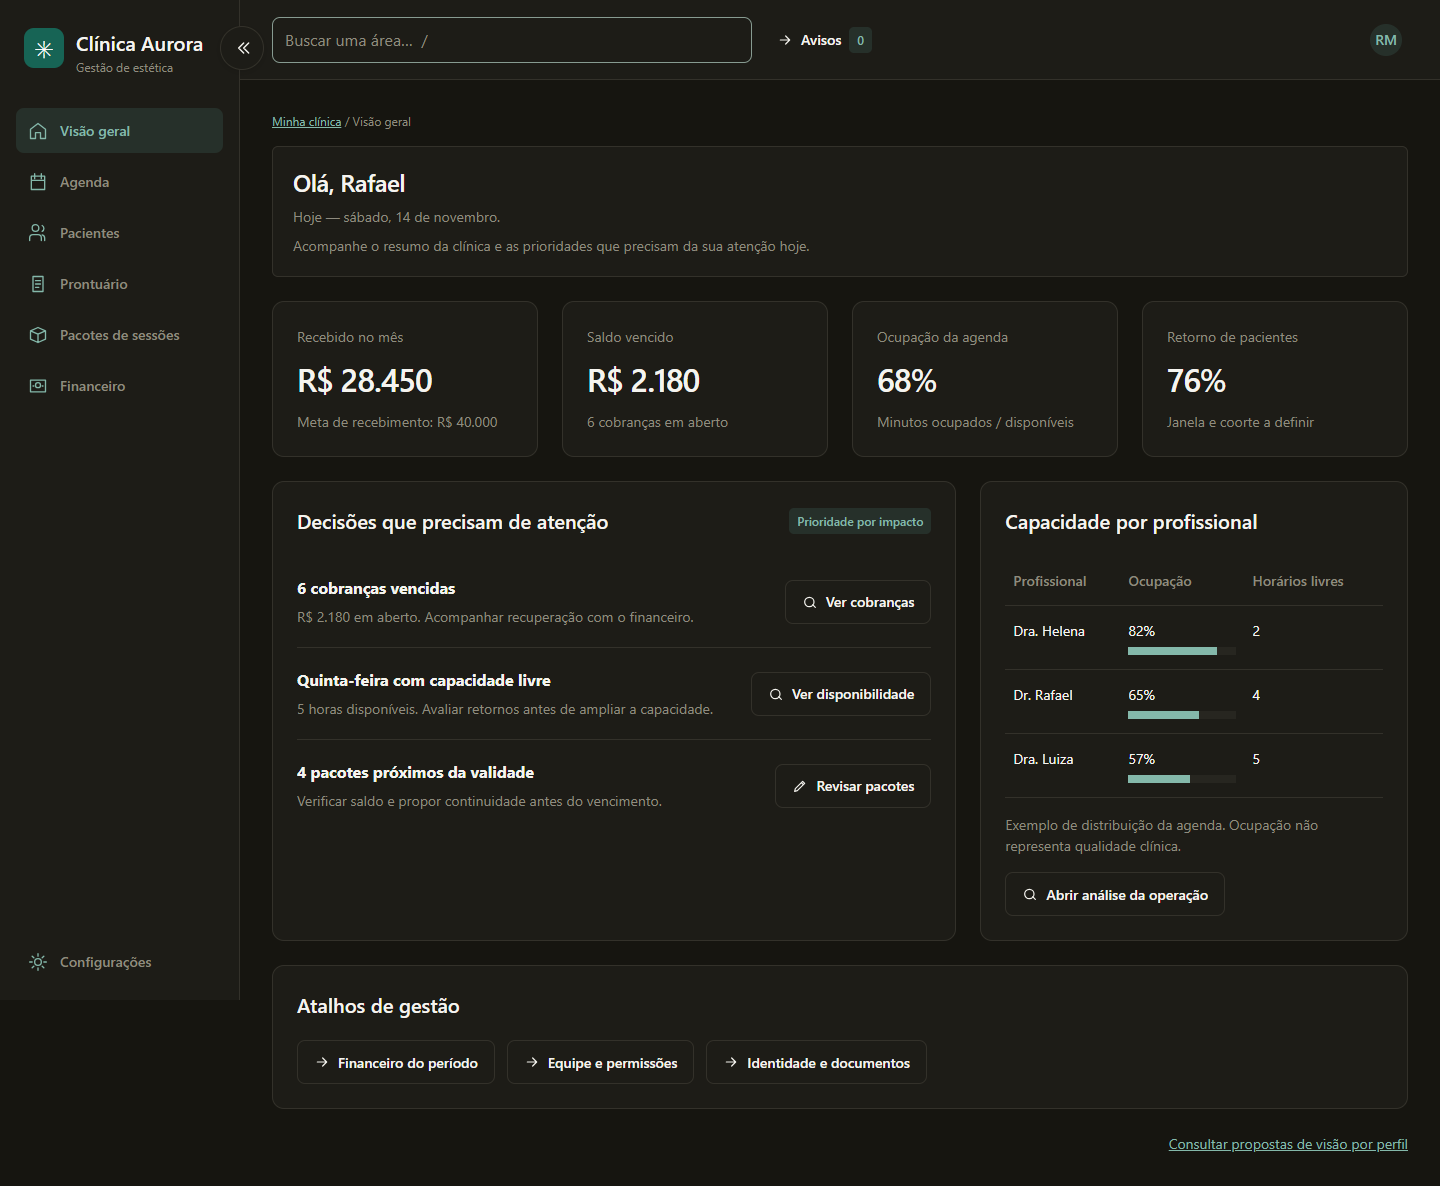 Clínica Aurora
Gestão de estética
Buscar uma área... /
Avisos 0
RM
Visão geral
Agenda
Pacientes
Prontuário
Pacotes de sessões
Financeiro
Configurações
Minha clínica / Visão geral
Olá, Rafael
Hoje — sábado, 14 de novembro.
Acompanhe o resumo da clínica e as prioridades que precisam da sua atenção hoje.
Recebido no mês
R$ 28.450
Meta de recebimento: R$ 40.000
Saldo vencido
R$ 2.180
6 cobranças em aberto
Ocupação da agenda
68%
Minutos ocupados / disponíveis
Retorno de pacientes
76%
Janela e coorte a definir
Decisões que precisam de atenção
Prioridade por impacto
6 cobranças vencidas
R$ 2.180 em aberto. Acompanhar recuperação com o financeiro.
Ver cobranças
Quinta-feira com capacidade livre
5 horas disponíveis. Avaliar retornos antes de ampliar a capacidade.
Ver disponibilidade
4 pacotes próximos da validade
Verificar saldo e propor continuidade antes do vencimento.
Revisar pacotes
Capacidade por profissional
Profissional Ocupação Horários livres
Dra. Helena 82% 2
Dr. Rafael 65% 4
Dra. Luiza 57% 5
Exemplo de distribuição da agenda. Ocupação não
representa qualidade clínica.
Abrir análise da operação
Atalhos de gestão
Financeiro do período
Equipe e permissões
Identidade e documentos
Consultar propostas de visão por perfil